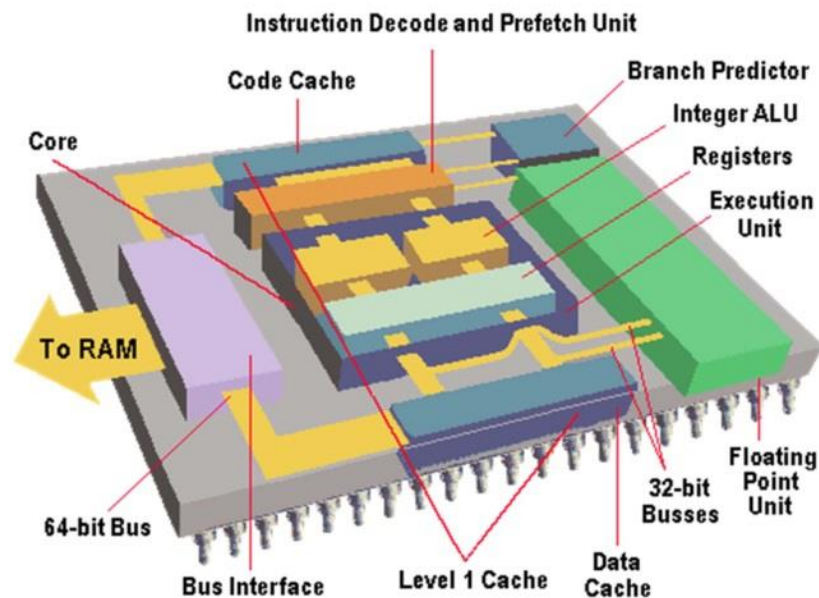 Instruction Decode and Prefetch Unit
Code Cache
Branch Predictor
Core
Integer ALU
Registers
Execution
Unit
To RAM
64-bit Bus
Bus Interface
Level 1 Cache
Data
Cache
32-bit
Busses
Floating
Point
Unit